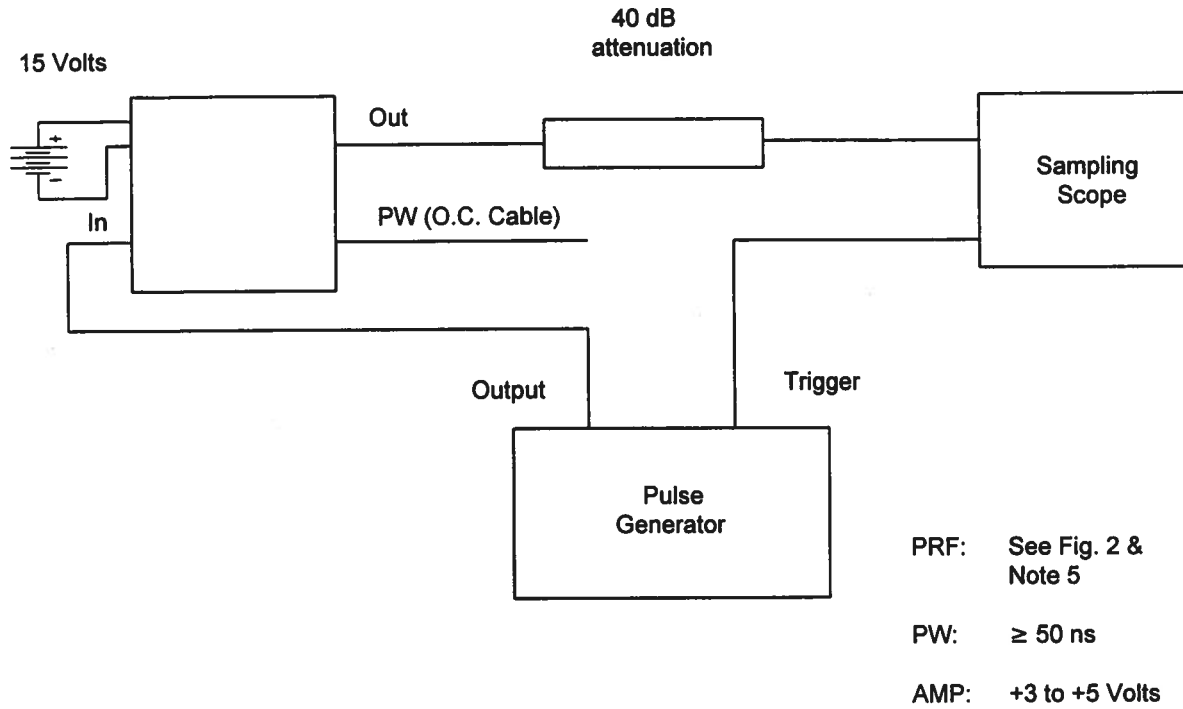 40 dB
attenuation
15 Volts
+
Out
Sampling
Scope
−
In
PW (O.C. Cable)
Output
Trigger
Pulse
Generator
PRF: See Fig. 2 &
Note 5
PW: ≥ 50 ns
AMP: +3 to +5 Volts